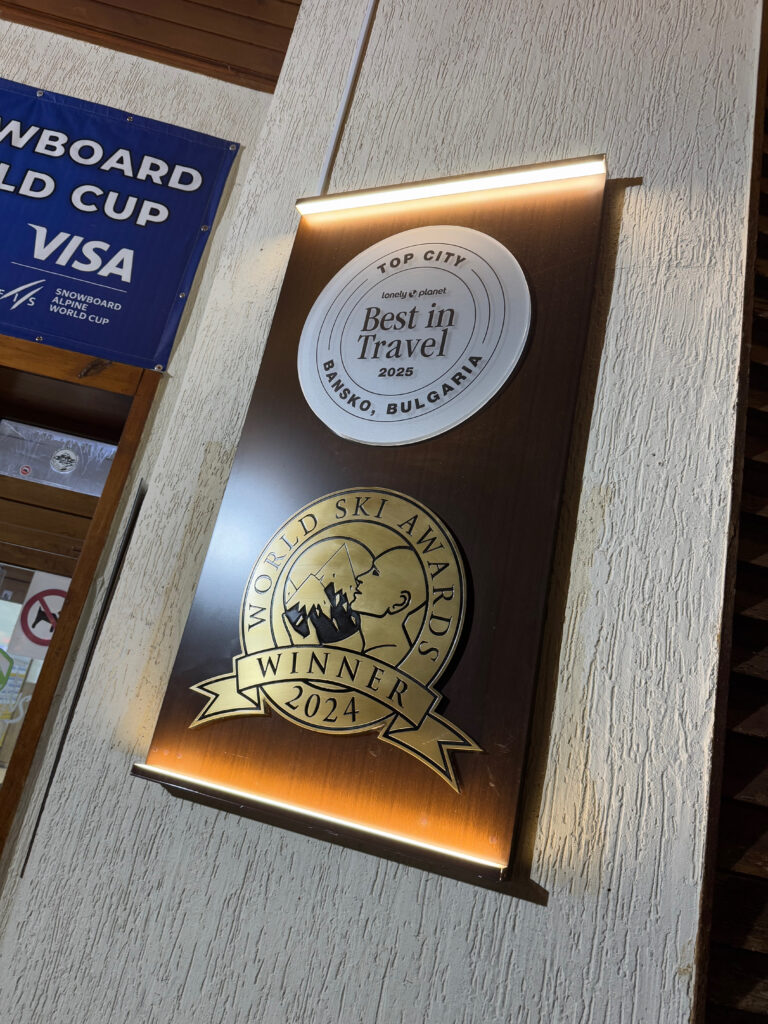 WBOARD
LD CUP
VISA
FIS
SNOWBOARD
ALPINE
WORLD CUP
TOP CITY
lonely planet
Best in
Travel
2025
BANSKO, BULGARIA
WORLD SKI AWARDS
WINNER
2024